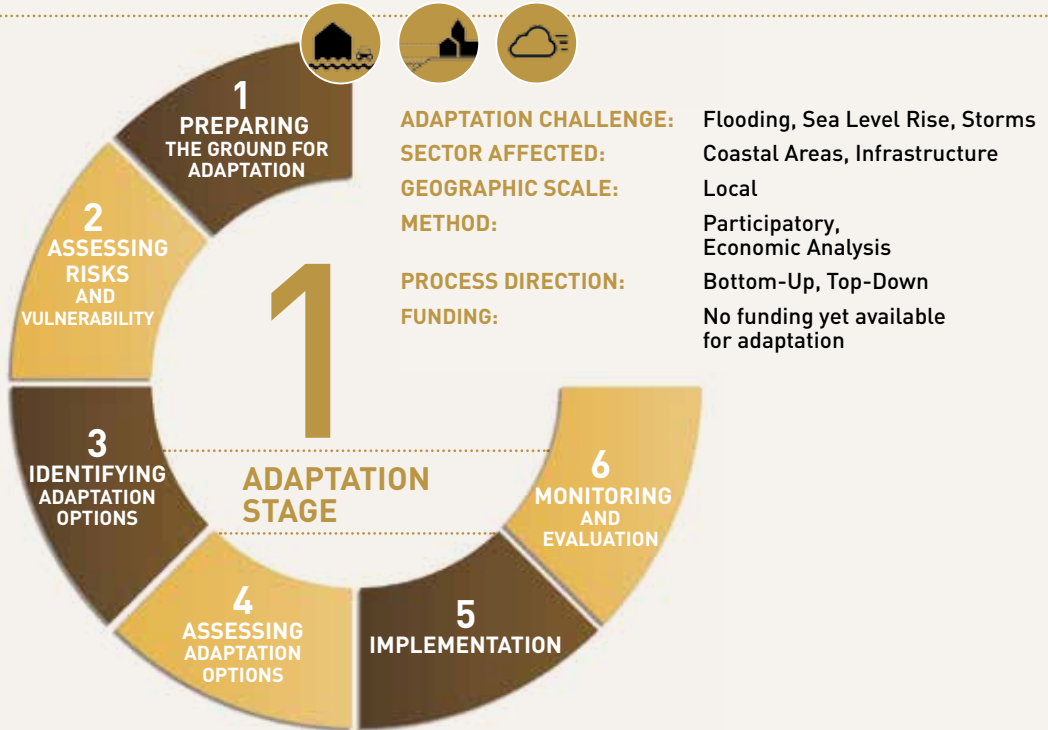 1
PREPARING
THE GROUND FOR
ADAPTATION
2
ASSESSING
RISKS
AND
VULNERABILITY
3
IDENTIFYING
ADAPTATION
OPTIONS
4
ASSESSING
ADAPTATION
OPTIONS
5
IMPLEMENTATION
6
MONITORING
AND
EVALUATION
1
ADAPTATION
STAGE
ADAPTATION CHALLENGE: Flooding, Sea Level Rise, Storms
SECTOR AFFECTED: Coastal Areas, Infrastructure
GEOGRAPHIC SCALE: Local
METHOD: Participatory,
Economic Analysis
PROCESS DIRECTION: Bottom-Up, Top-Down
FUNDING: No funding yet available
for adaptation